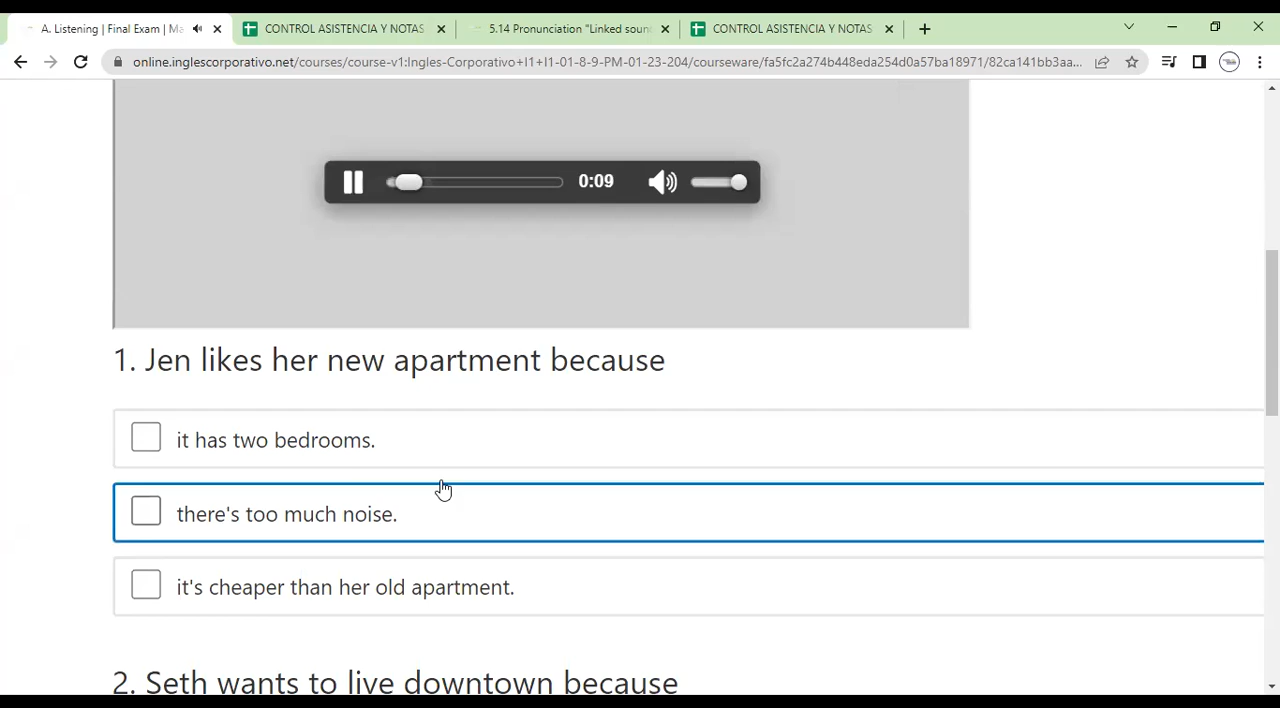 A. Listening | Final Exam | Ma
CONTROL ASISTENCIA Y NOTAS
5.14 Pronunciation "Linked soun
CONTROL ASISTENCIA Y NOTAS
online.inglescorporativo.net/courses/course-v1:Ingles-Corporativo+I1+I1-01-8-9-PM-01-23-204/courseware/fa5fc2a274b448eda254d0a57ba18971/82ca141bb3aa...
0:09
1. Jen likes her new apartment because
it has two bedrooms.
there's too much noise.
it's cheaper than her old apartment.
2. Seth wants to live downtown because